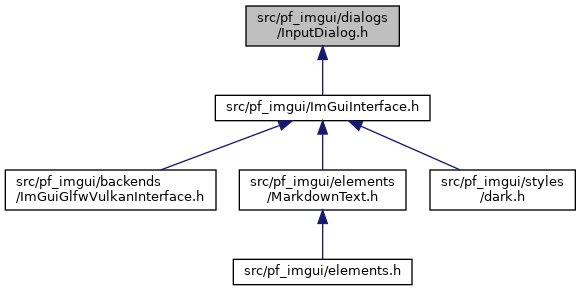 src/pf_imgui/dialogs
/InputDialog.h
src/pf_imgui/ImGuiInterface.h
src/pf_imgui/backends
/ImGuiGlfwVulkanInterface.h
src/pf_imgui/elements
/MarkdownText.h
src/pf_imgui/styles
/dark.h
src/pf_imgui/elements.h